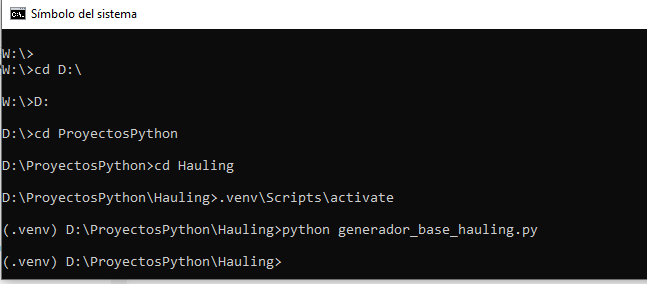 Símbolo del sistema
W:\>
W:\>cd D:\
W:\>D:
D:\>cd ProyectosPython
D:\ProyectosPython>cd Hauling
D:\ProyectosPython\Hauling>.venv\Scripts\activate
(.venv) D:\ProyectosPython\Hauling>python generador_base_hauling.py
(.venv) D:\ProyectosPython\Hauling>